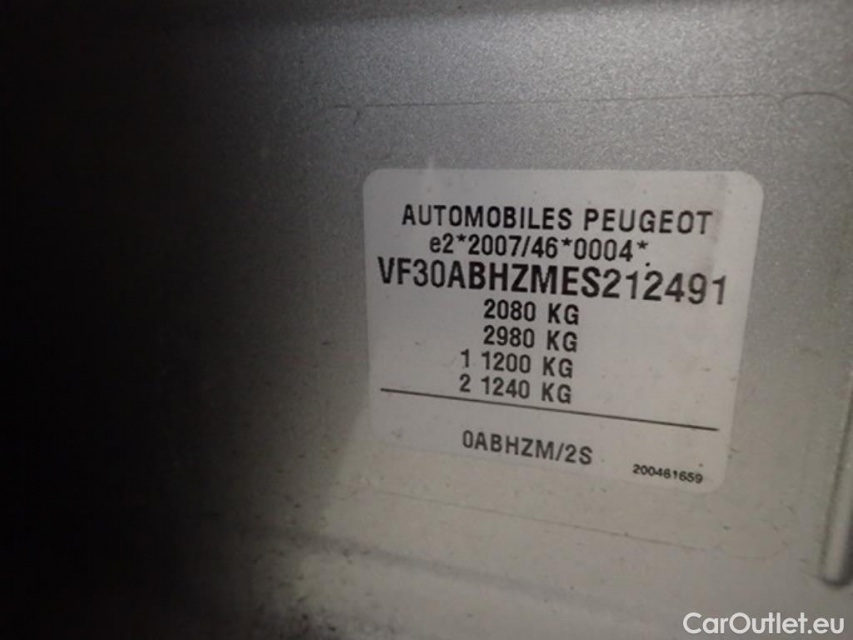 AUTOMOBILES PEUGEOT
e2*2007/46*0004*
VF30ABHZMES212491
2080 KG
2980 KG
1 1200 KG
2 1240 KG
0ABHZM/2S
200461659
CarOutlet.eu